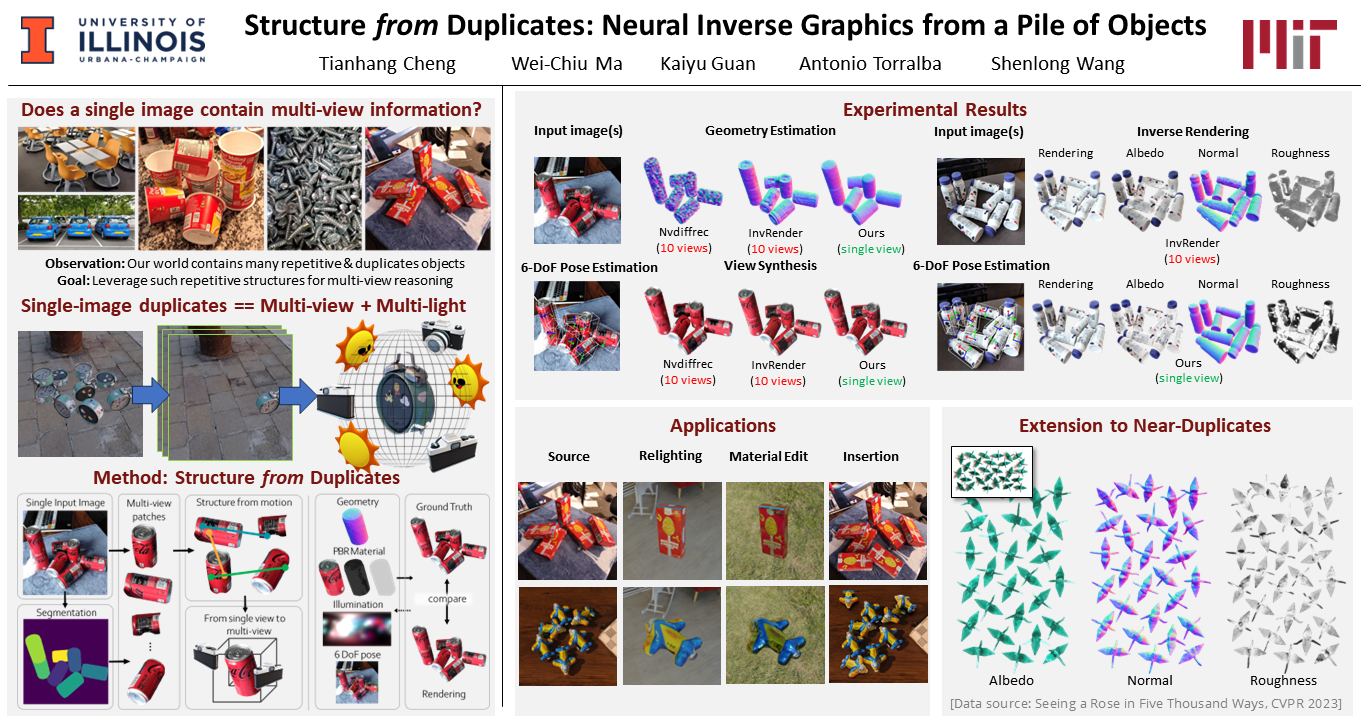 UNIVERSITY OF
ILLINOIS
URBANA-CHAMPAIGN
Structure from Duplicates: Neural Inverse Graphics from a Pile of Objects
Tianhang Cheng Wei-Chiu Ma Kaiyu Guan Antonio Torralba Shenlong Wang
MIT
Does a single image contain multi-view information?
Observation: Our world contains many repetitive & duplicates objects
Goal: Leverage such repetitive structures for multi-view reasoning
Single-image duplicates == Multi-view + Multi-light
Method: Structure from Duplicates
Single Input Image
Multi-view
patches
Structure from motion
Segmentation
From single view to
multi-view
Geometry
PBR Material
Illumination
6 DoF pose
Ground Truth
compare
Rendering
Experimental Results
Input image(s) Geometry Estimation
Nvdiffrec InvRender Ours
(10 views) (10 views) (single view)
6-DoF Pose Estimation View Synthesis
Nvdiffrec InvRender Ours
(10 views) (10 views) (single view)
Input image(s) Inverse Rendering
Rendering Albedo Normal Roughness
InvRender
(10 views)
6-DoF Pose Estimation
Rendering Albedo Normal Roughness
Ours
(single view)
Applications
Source Relighting Material Edit Insertion
Extension to Near-Duplicates
Albedo Normal Roughness
[Data source: Seeing a Rose in Five Thousand Ways, CVPR 2023]